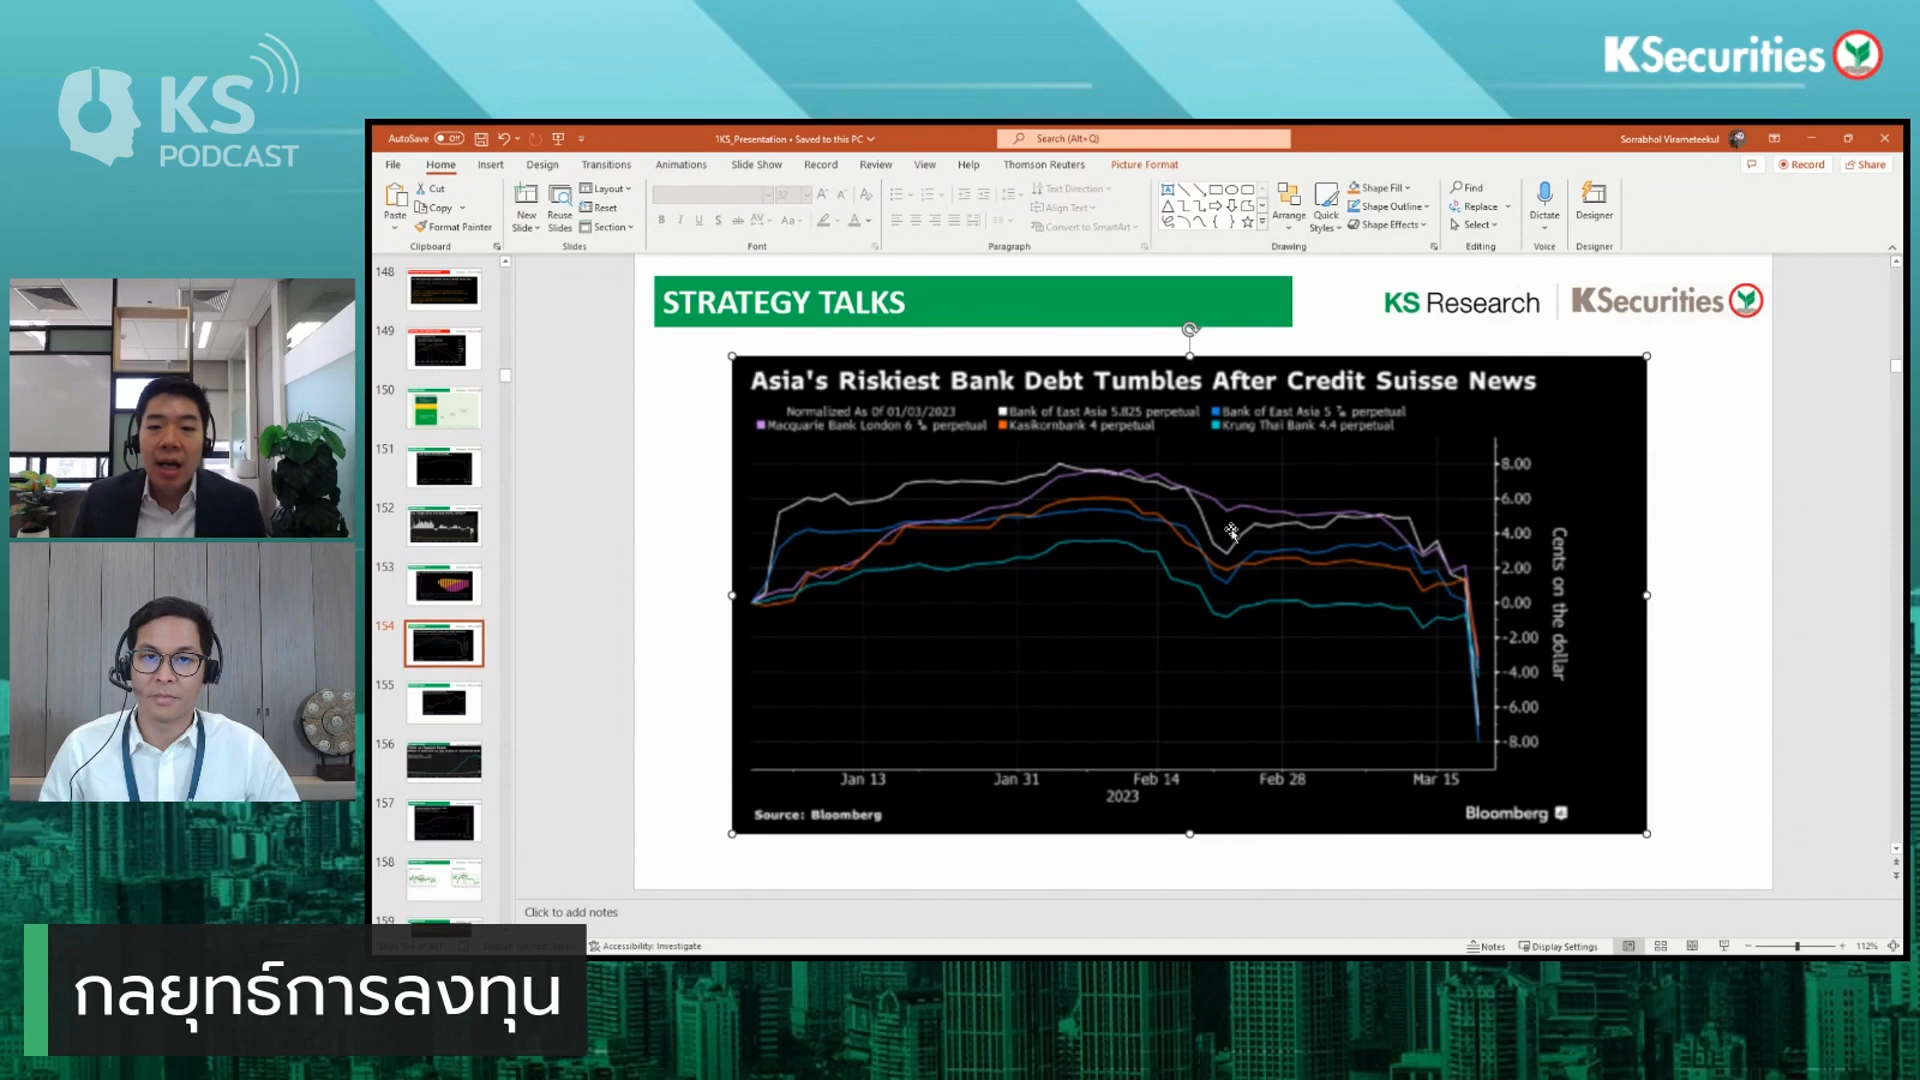 KS
PODCAST
KSecurities
AutoSave Off
1KS_Presentation • Saved to this PC
Search (Alt+Q)
Sorrabhol Virameteekul
File Home Insert Design Transitions Animations Slide Show Record Review View Help Thomson Reuters Picture Format
Record
Share
Paste
Cut
Copy
Format Painter
Clipboard
New
Slide
Reuse
Slides
Layout
Reset
Section
Slides
32
Font
Text Direction
Align Text
Convert to SmartArt
Paragraph
Arrange
Quick
Styles
Shape Fill
Shape Outline
Shape Effects
Drawing
Find
Replace
Select
Editing
Dictate
Voice
Designer
Designer
148
149
150
151
152
153
154
155
156
157
158
159
STRATEGY TALKS
KS Research
KSecurities
Asia's Riskiest Bank Debt Tumbles After Credit Suisse News
Normalized As Of 01/03/2023 Bank of East Asia 5.825 perpetual Bank of East Asia 5 ⅞ perpetual
Macquarie Bank London 6 ⅛ perpetual Kasikornbank 4 perpetual Krung Thai Bank 4.4 perpetual
8.00
6.00
4.00
2.00
0.00
-2.00
-4.00
-6.00
-8.00
Cents on the dollar
Jan 13 Jan 31 Feb 14 Feb 28 Mar 15
2023
Source: Bloomberg
Bloomberg
Click to add notes
Accessibility: Investigate
Notes
Display Settings
112%
กลยุทธ์การลงทุน